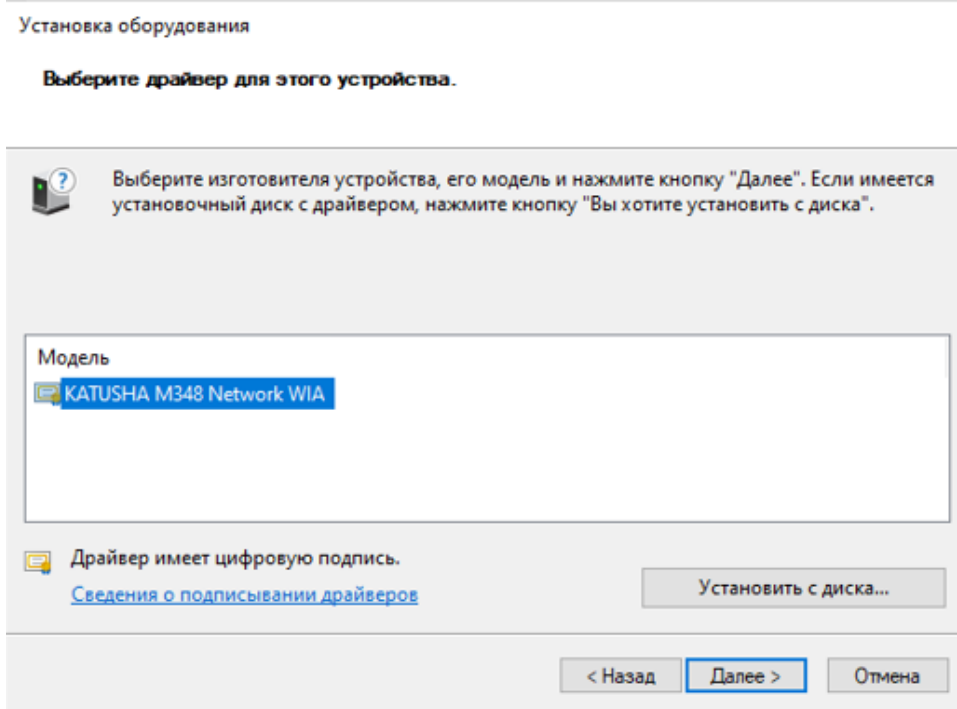 Установка оборудования
Выберите драйвер для этого устройства.
Выберите изготовителя устройства, его модель и нажмите кнопку "Далее". Если имеется
установочный диск с драйвером, нажмите кнопку "Вы хотите установить с диска".
Модель
KATUSHA M348 Network WIA
Драйвер имеет цифровую подпись.
Сведения о подписывании драйверов
Установить с диска...
< Назад
Далее >
Отмена